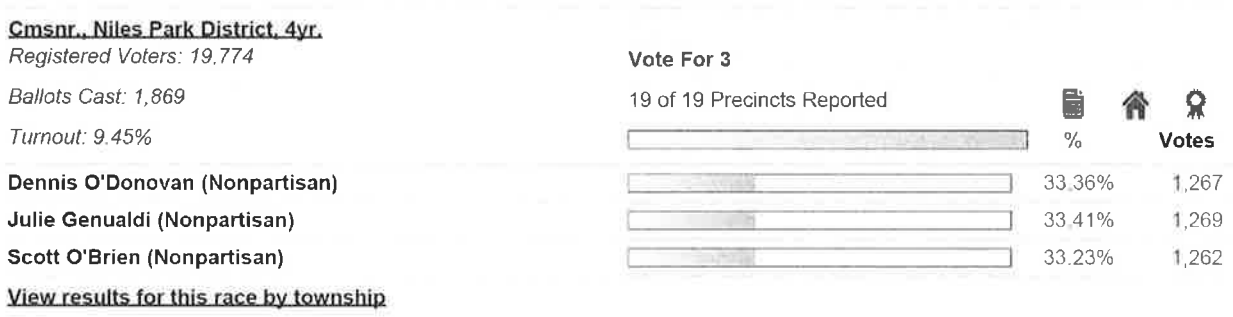 Cmsnr., Niles Park District, 4yr.
Registered Voters: 19,774
Vote For 3
Ballots Cast: 1,869
19 of 19 Precincts Reported
Turnout: 9.45%
% Votes
Dennis O'Donovan (Nonpartisan) 33.36% 1,267
Julie Genualdi (Nonpartisan) 33.41% 1,269
Scott O'Brien (Nonpartisan) 33.23% 1,262
View results for this race by township